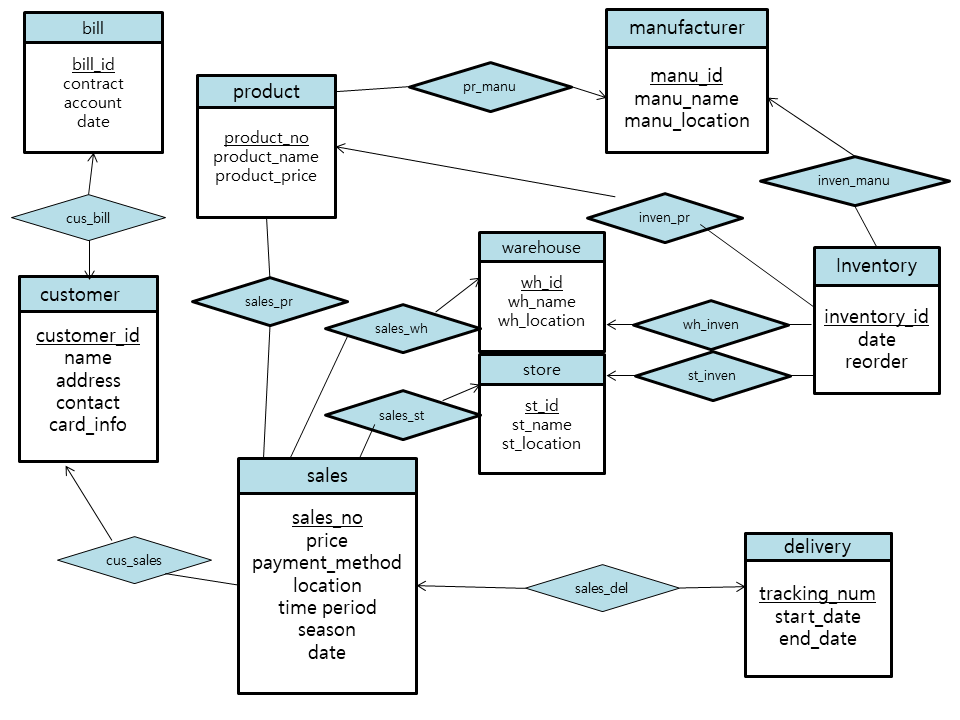 bill
bill_id
contract
account
date
manufacturer
manu_id
manu_name
manu_location
product
product_no
product_name
product_price
pr_manu
inven_manu
cus_bill
inven_pr
warehouse
wh_id
wh_name
wh_location
Inventory
inventory_id
date
reorder
customer
customer_id
name
address
contact
card_info
sales_pr
sales_wh
wh_inven
store
st_id
st_name
st_location
st_inven
sales_st
sales
sales_no
price
payment_method
location
time period
season
date
cus_sales
sales_del
delivery
tracking_num
start_date
end_date